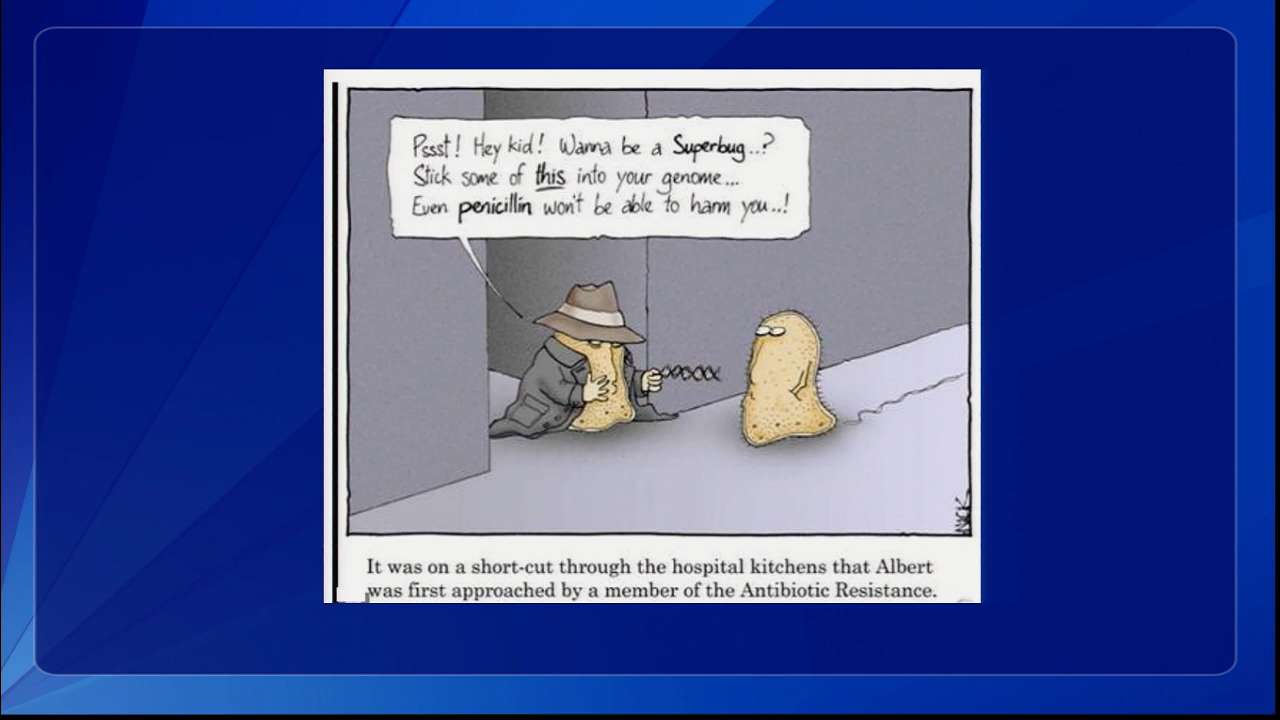 Pssst! Hey kid! Wanna be a Superbug..?
Stick some of this into your genome...
Even penicillin won't be able to harm you..!
NICK
It was on a short-cut through the hospital kitchens that Albert
was first approached by a member of the Antibiotic Resistance.